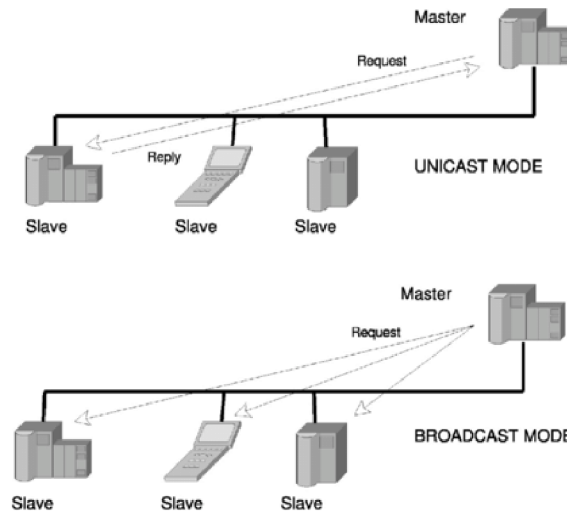 Master
Request
Reply
UNICAST MODE
Slave Slave Slave
Master
Request
BROADCAST MODE
Slave Slave Slave